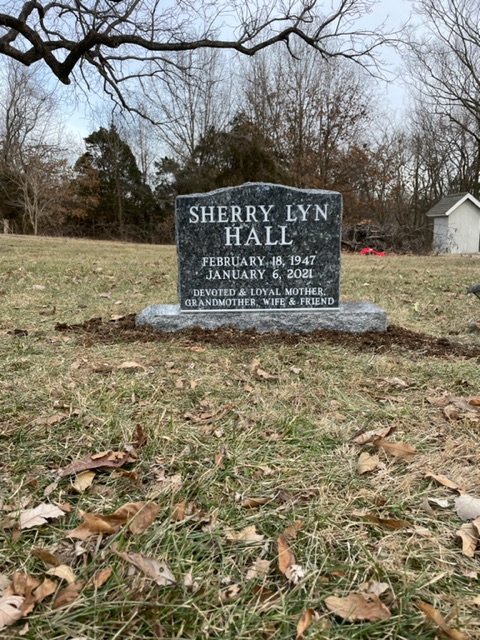 SHERRY LYN
HALL
FEBRUARY 18, 1947
JANUARY 6, 2021
DEVOTED & LOYAL MOTHER,
GRANDMOTHER, WIFE & FRIEND